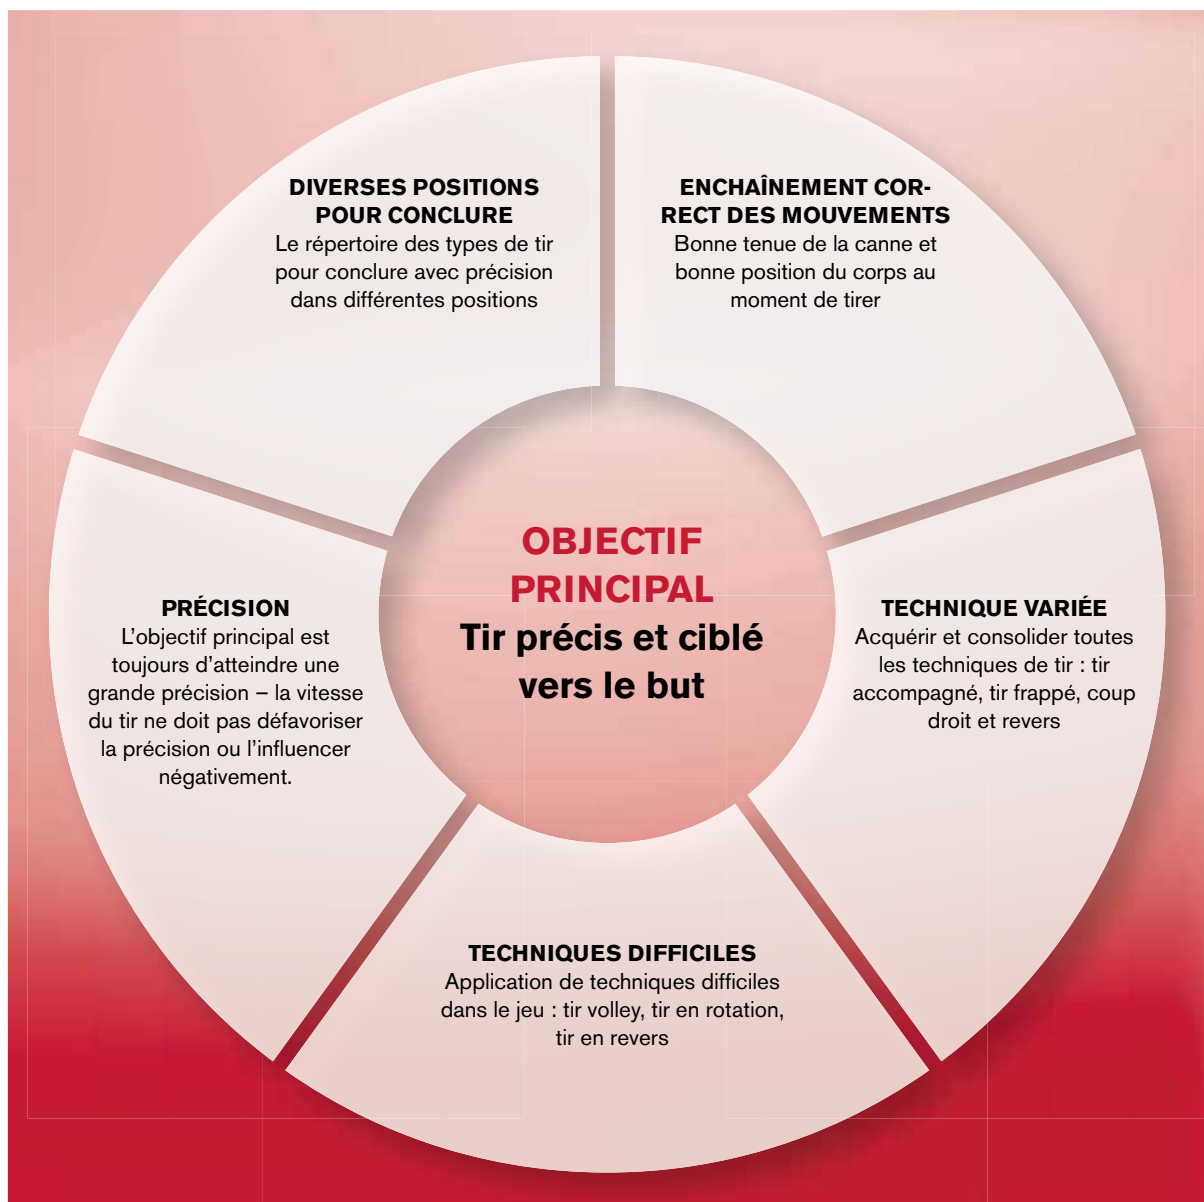 DIVERSES POSITIONS
POUR CONCLURE
Le répertoire des types de tir
pour conclure avec précision
dans différentes positions
ENCHAÎNEMENT COR-
RECT DES MOUVEMENTS
Bonne tenue de la canne et
bonne position du corps au
moment de tirer
OBJECTIF
PRINCIPAL
Tir précis et ciblé
vers le but
PRÉCISION
L’objectif principal est
toujours d’atteindre une
grande précision – la vitesse
du tir ne doit pas défavoriser
la précision ou l’influencer
négativement.
TECHNIQUE VARIÉE
Acquérir et consolider toutes
les techniques de tir : tir
accompagné, tir frappé, coup
droit et revers
TECHNIQUES DIFFICILES
Application de techniques difficiles
dans le jeu : tir volley, tir en rotation,
tir en revers